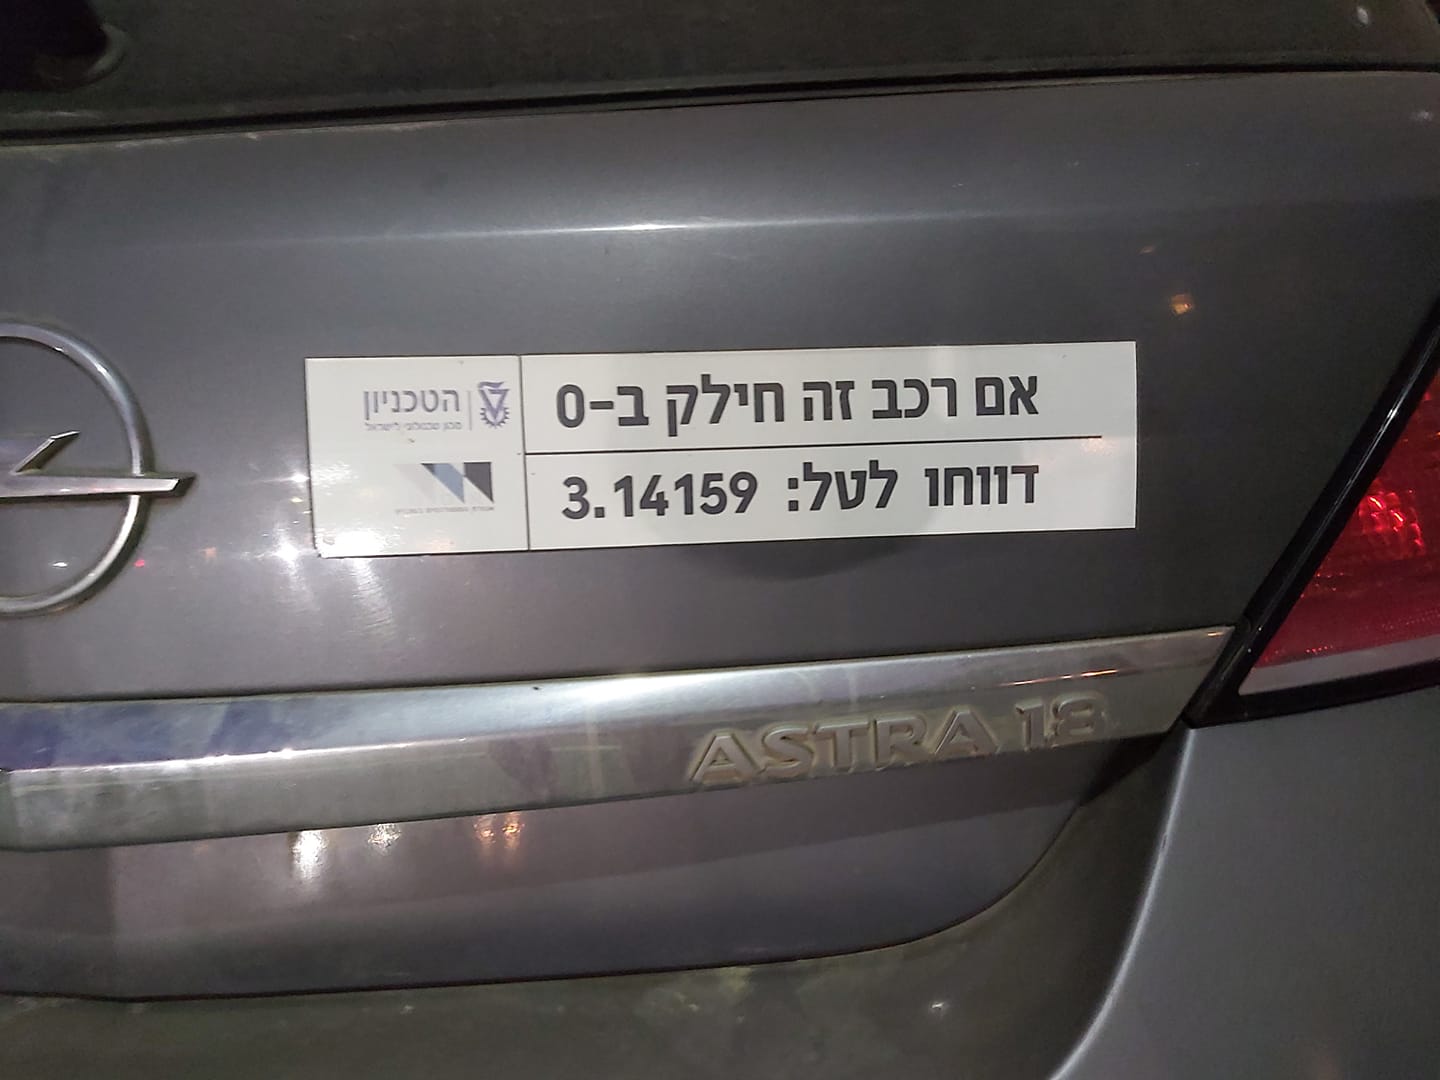 הטכניון
מכון טכנולוגי לישראל
אם רכב זה חילק ב-0
דווחו לטל: 3.14159
ASTRA 1.8